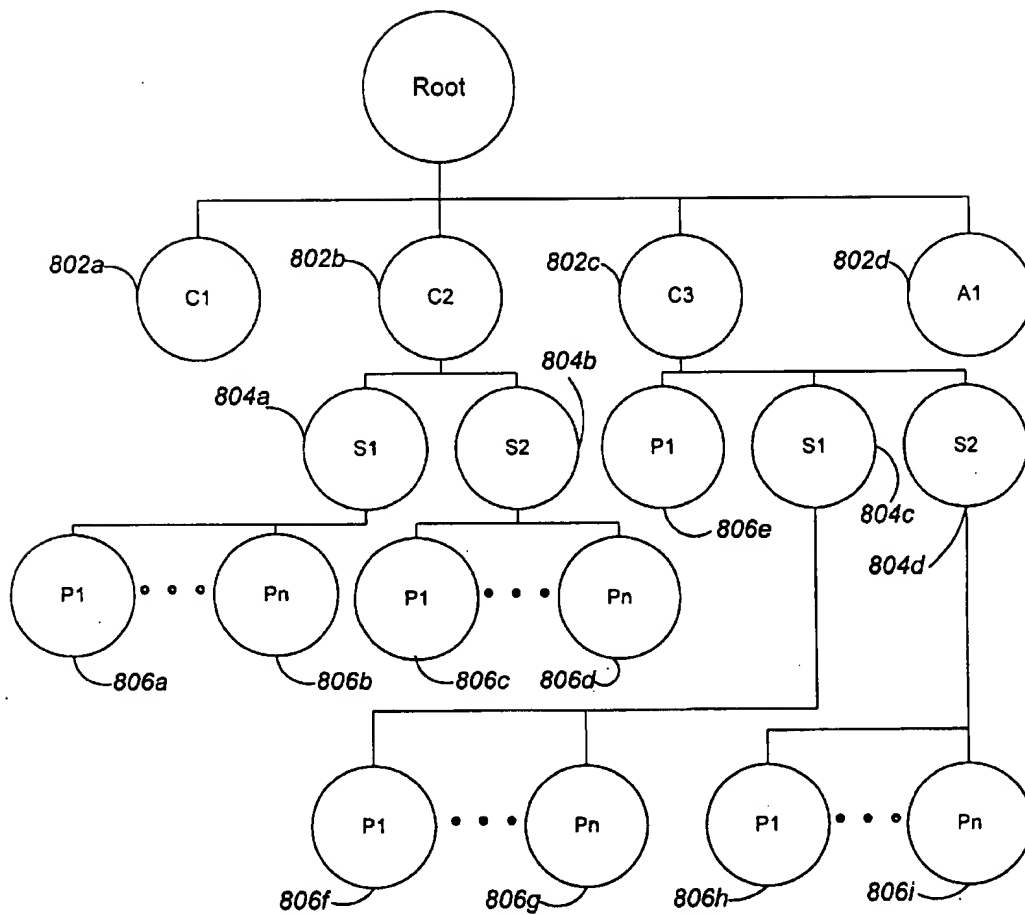 Root
802a 802b 802c 802d
C1 C2 C3 A1
804a 804b
S1 S2 P1 S1 S2
806e 804c
804d
P1 Pn P1 Pn
806a 806b 806c 806d
P1 Pn P1 Pn
806f 806g 806h 806i